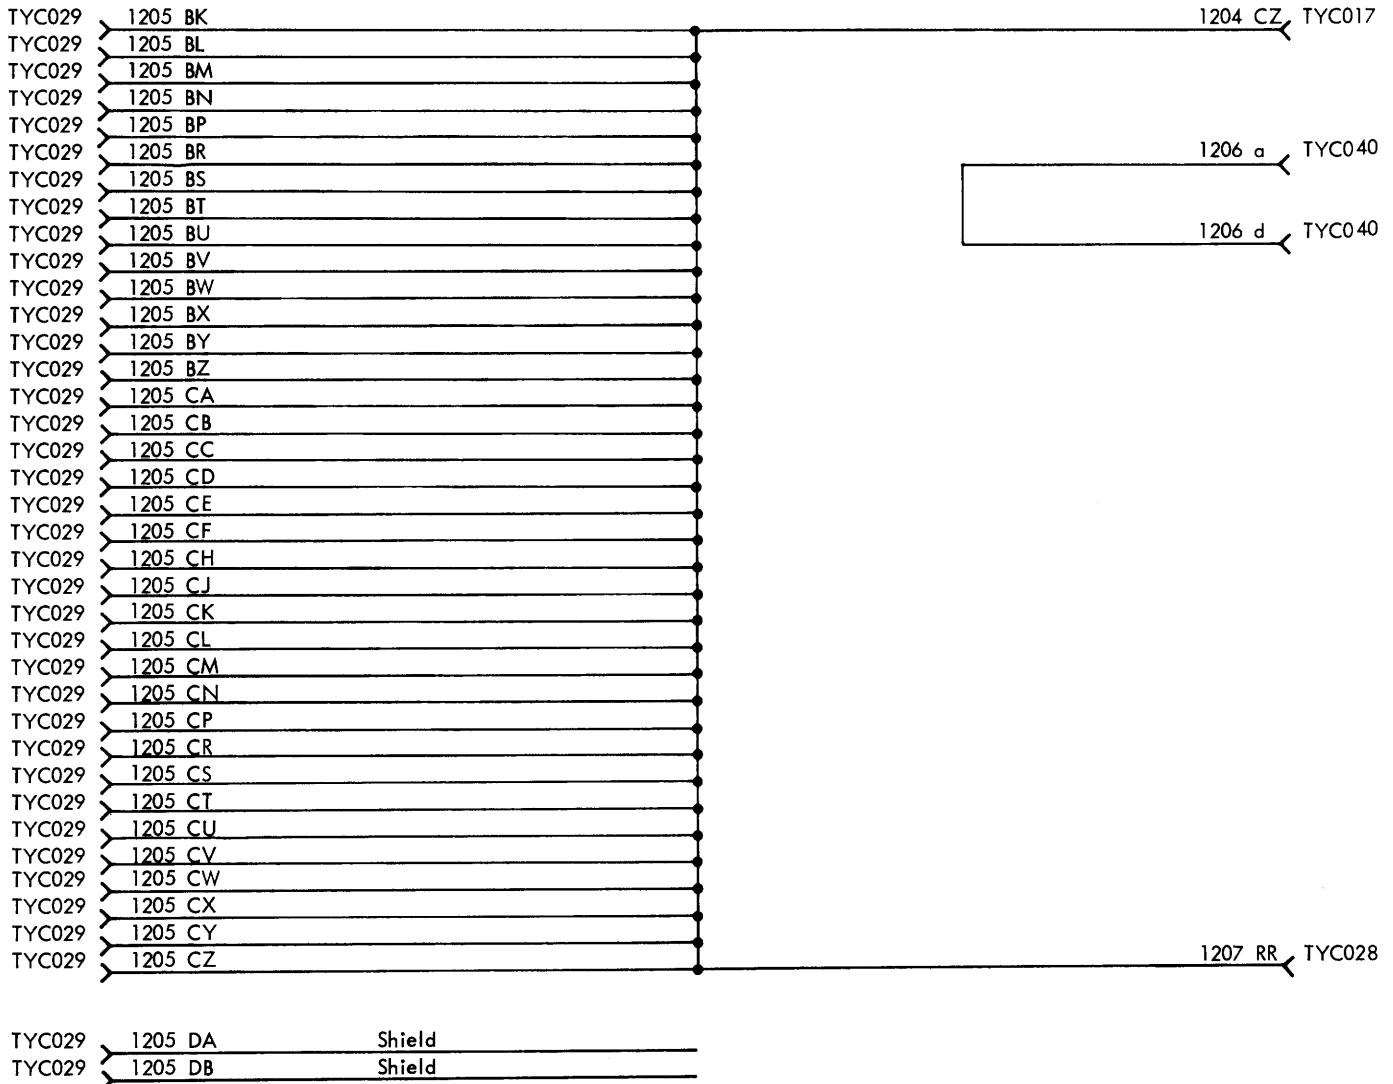 TYC029 1205 BK 1204 CZ TYC017
TYC029 1205 BL
TYC029 1205 BM
TYC029 1205 BN
TYC029 1205 BP
TYC029 1205 BR 1206 a TYC040
TYC029 1205 BS
TYC029 1205 BT
TYC029 1205 BU 1206 d TYC040
TYC029 1205 BV
TYC029 1205 BW
TYC029 1205 BX
TYC029 1205 BY
TYC029 1205 BZ
TYC029 1205 CA
TYC029 1205 CB
TYC029 1205 CC
TYC029 1205 CD
TYC029 1205 CE
TYC029 1205 CF
TYC029 1205 CH
TYC029 1205 CJ
TYC029 1205 CK
TYC029 1205 CL
TYC029 1205 CM
TYC029 1205 CN
TYC029 1205 CP
TYC029 1205 CR
TYC029 1205 CS
TYC029 1205 CT
TYC029 1205 CU
TYC029 1205 CV
TYC029 1205 CW
TYC029 1205 CX
TYC029 1205 CY
TYC029 1205 CZ 1207 RR TYC028
TYC029 1205 DA Shield
TYC029 1205 DB Shield